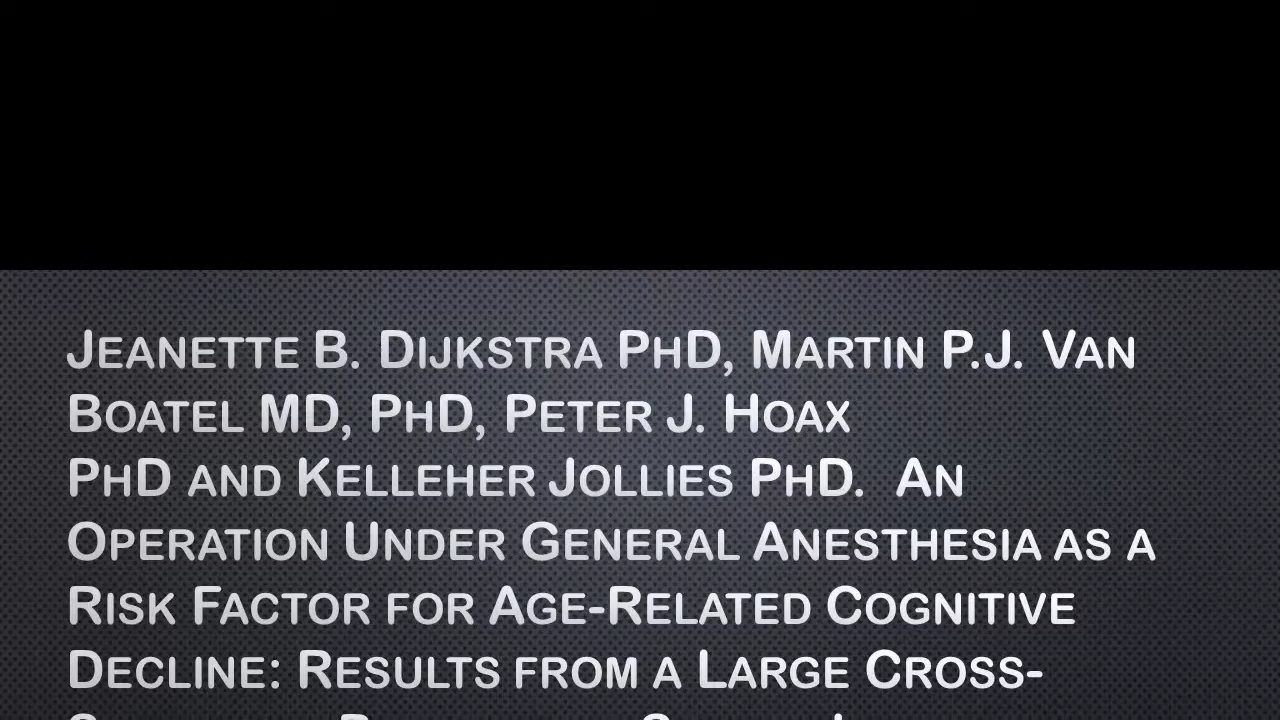 Jeanette B. Dijkstra PhD, Martin P.J. Van
Boatel MD, PhD, Peter J. Hoax
PhD and Kelleher Jollies PhD. An
Operation Under General Anesthesia as a
Risk Factor for Age-Related Cognitive
Decline: Results from a Large Cross-